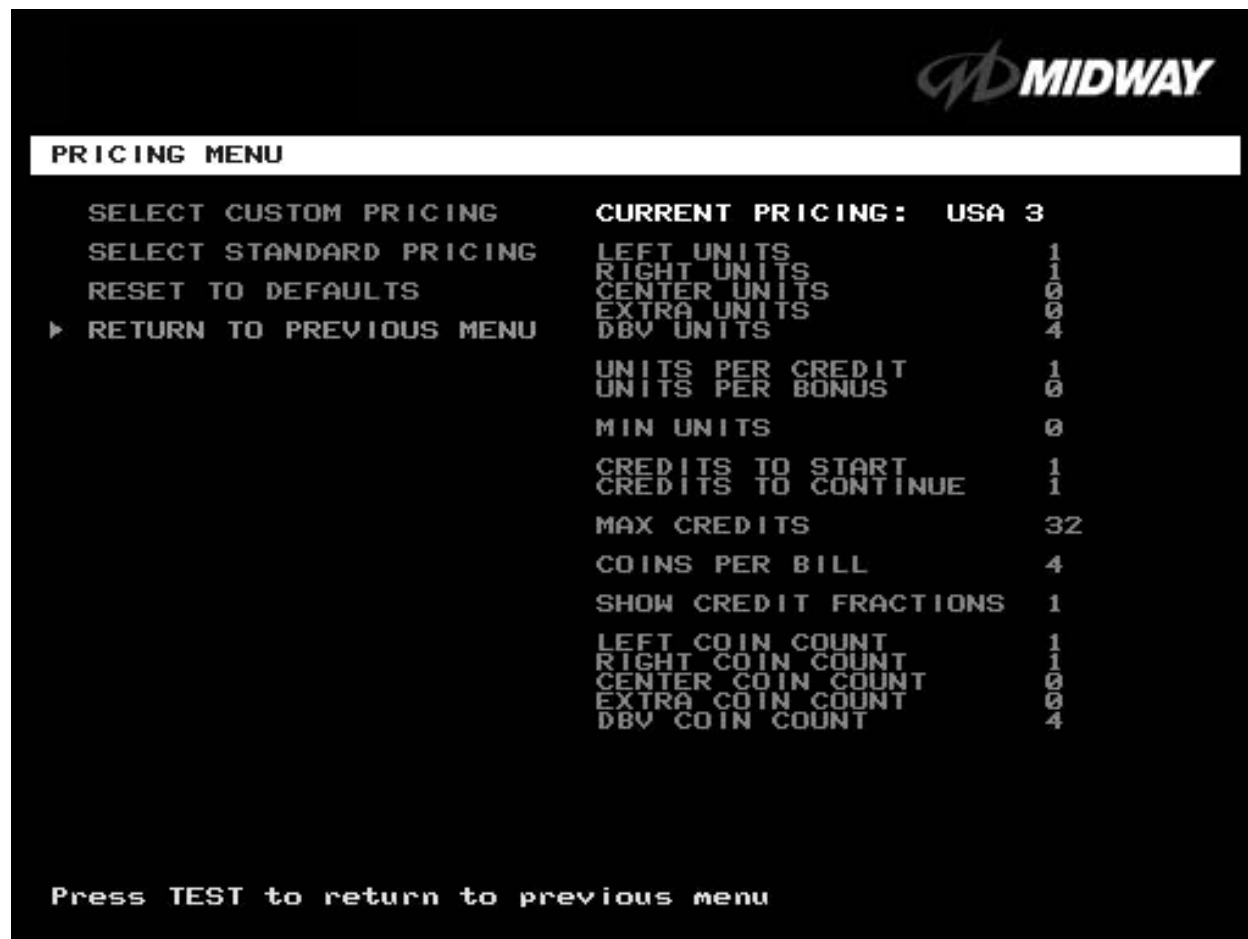 MIDWAY
PRICING MENU
SELECT CUSTOM PRICING
SELECT STANDARD PRICING
RESET TO DEFAULTS
RETURN TO PREVIOUS MENU
CURRENT PRICING: USA 3
LEFT UNITS 1
RIGHT UNITS 1
CENTER UNITS 0
EXTRA UNITS 0
DBV UNITS 4
UNITS PER CREDIT 1
UNITS PER BONUS 0
MIN UNITS 0
CREDITS TO START 1
CREDITS TO CONTINUE 1
MAX CREDITS 32
COINS PER BILL 4
SHOW CREDIT FRACTIONS 1
LEFT COIN COUNT 1
RIGHT COIN COUNT 1
CENTER COIN COUNT 0
EXTRA COIN COUNT 0
DBV COIN COUNT 4
Press TEST to return to previous menu